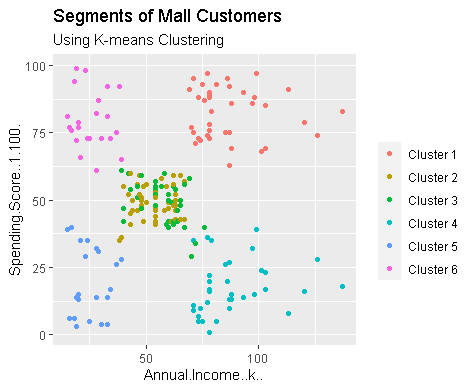 Segments of Mall Customers
Using K-means Clustering
100
75
50
25
0
Spending.Score..1.100.
50
100
Annual.Income..k..
Cluster 1
Cluster 2
Cluster 3
Cluster 4
Cluster 5
Cluster 6